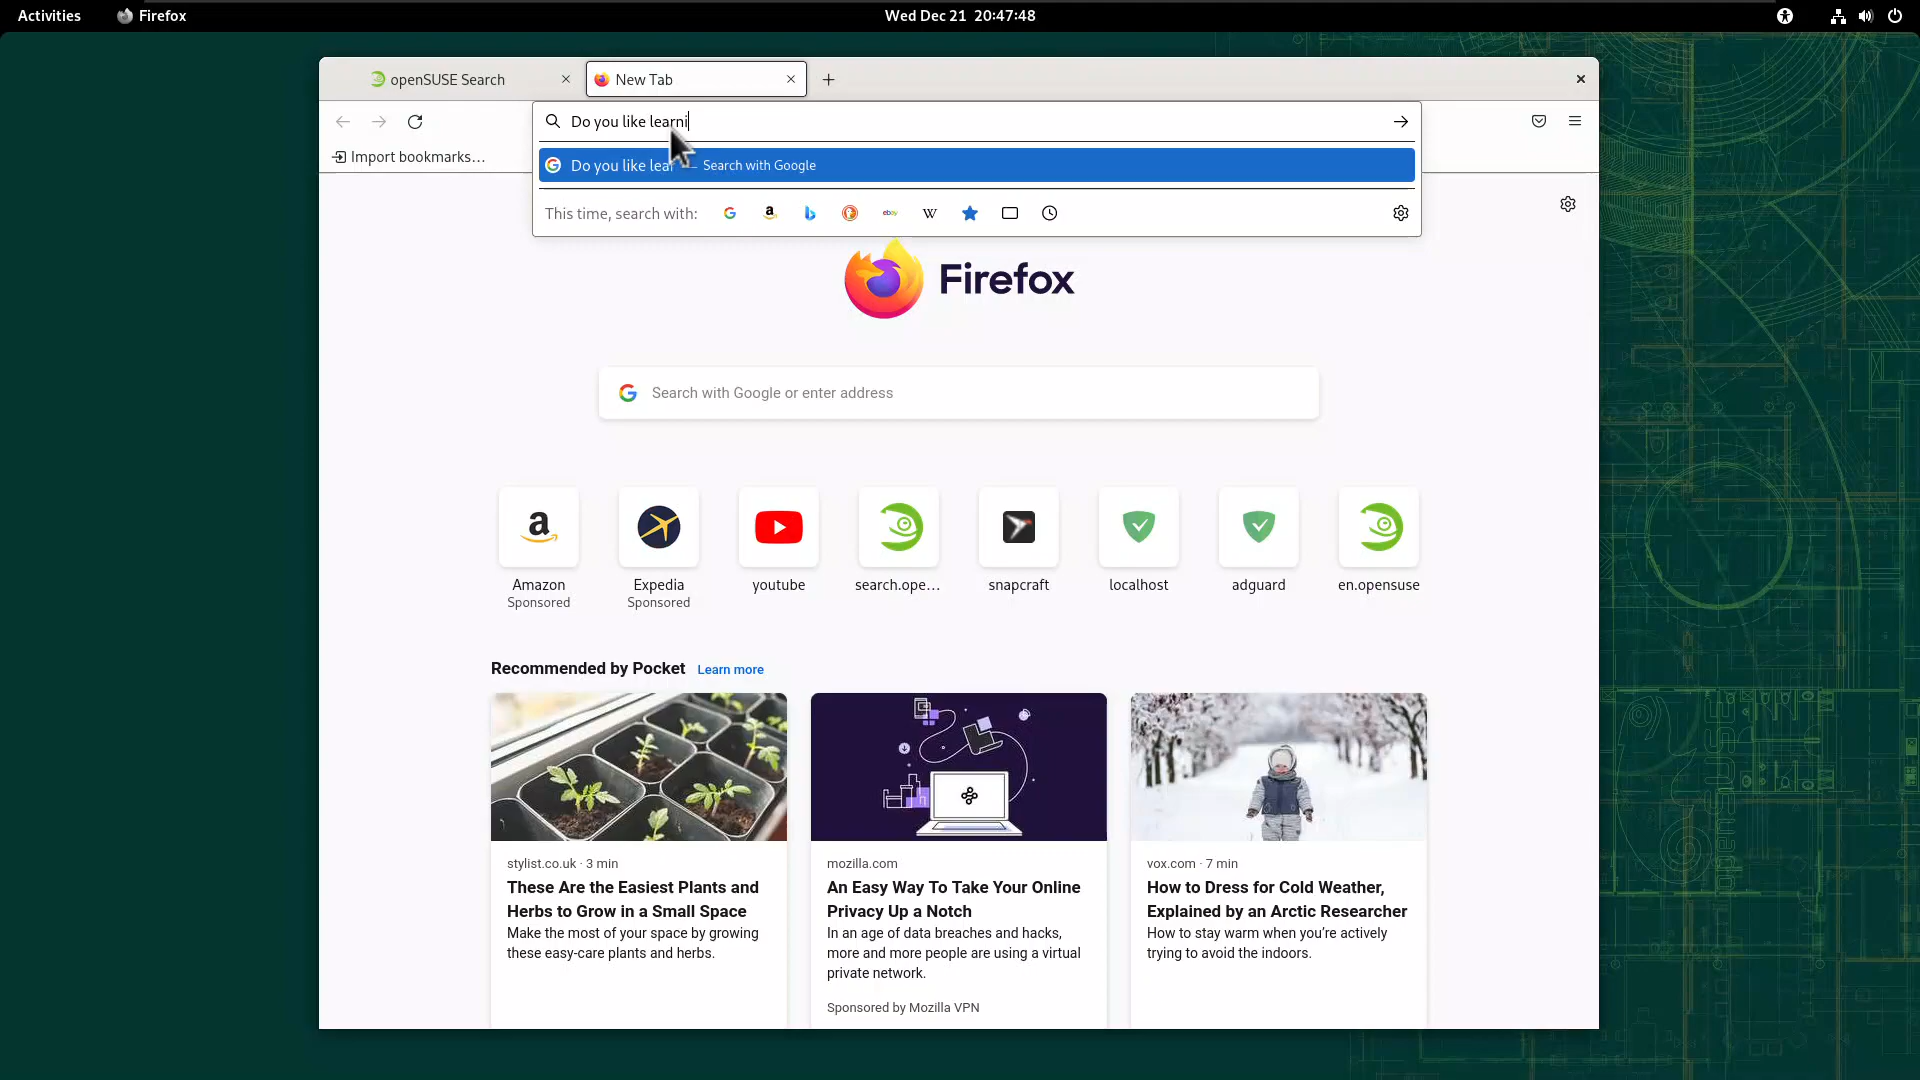 Activities
Firefox
Wed Dec 21 20:47:48
openSUSE Search
New Tab
Do you like learni
Import bookmarks…
Do you like lear — Search with Google
This time, search with:
Firefox
Search with Google or enter address
Amazon
Sponsored
Expedia
Sponsored
youtube
search.ope…
snapcraft
localhost
adguard
en.opensuse
Recommended by Pocket Learn more
stylist.co.uk · 3 min
These Are the Easiest Plants and
Herbs to Grow in a Small Space
Make the most of your space by growing
these easy-care plants and herbs.
mozilla.com
An Easy Way To Take Your Online
Privacy Up a Notch
In an age of data breaches and hacks,
more and more people are using a virtual
private network.
Sponsored by Mozilla VPN
vox.com · 7 min
How to Dress for Cold Weather,
Explained by an Arctic Researcher
How to stay warm when you’re actively
trying to avoid the indoors.
openSUSE